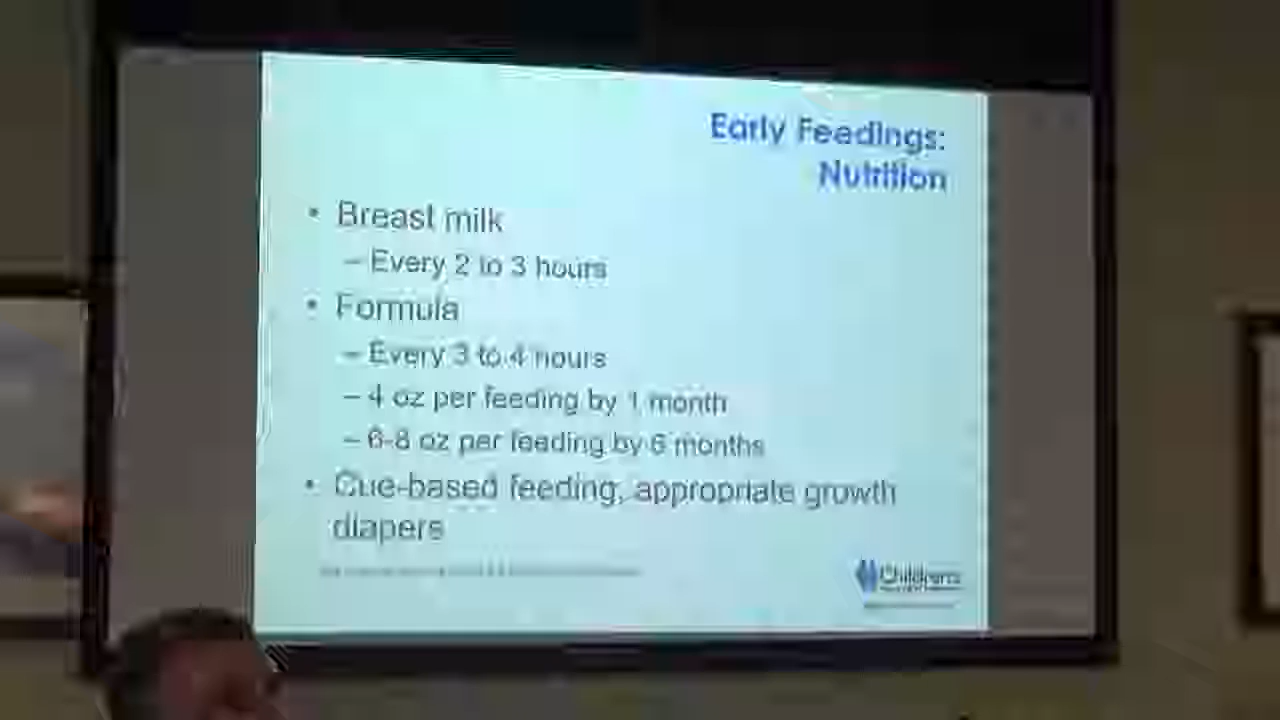 Early Feedings:
Nutrition
• Breast milk
– Every 2 to 3 hours
• Formula
– Every 3 to 4 hours
– 4 oz per feeding by 1 month
– 6-8 oz per feeding by 6 months
• Cue-based feeding, appropriate growth
diapers
Children's